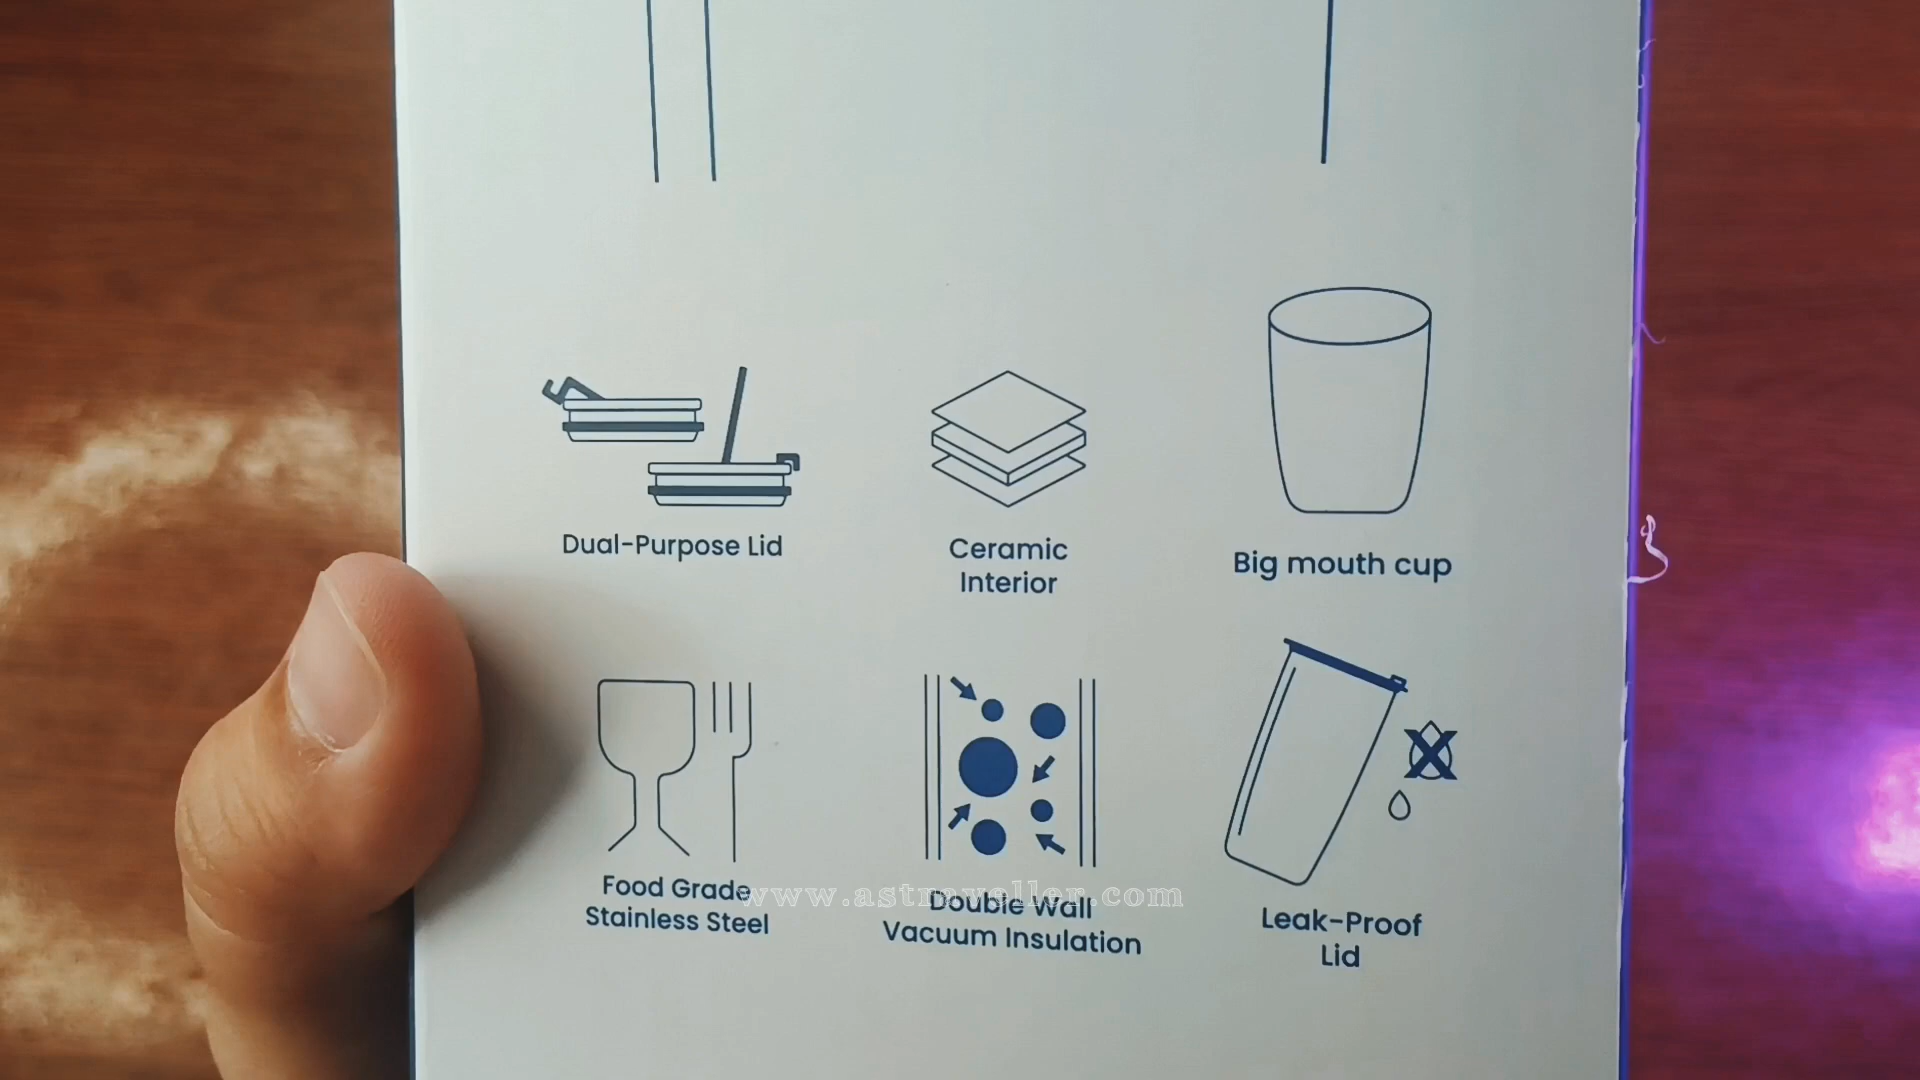 Dual-Purpose Lid
Ceramic
Interior
Big mouth cup
Food Grade
Stainless Steel
Double Wall
Vacuum Insulation
Leak-Proof
Lid
www.astraveller.com